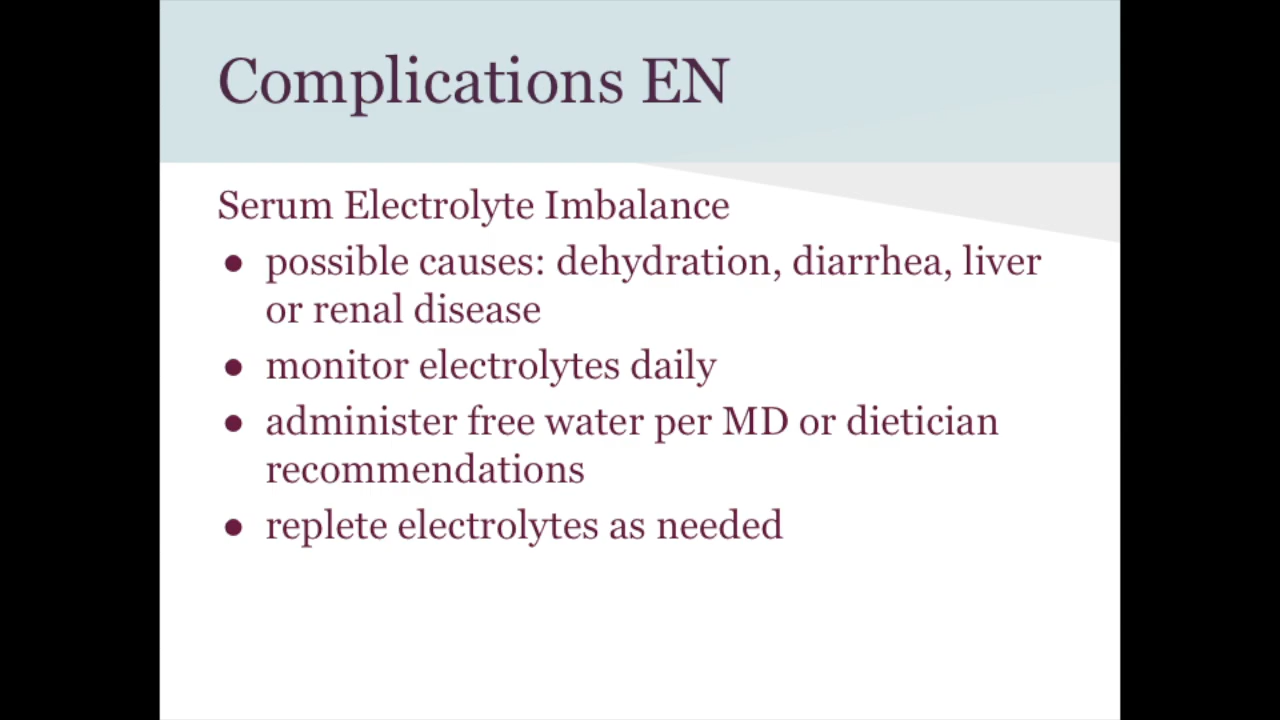 Complications EN
Serum Electrolyte Imbalance
● possible causes: dehydration, diarrhea, liver
or renal disease
● monitor electrolytes daily
● administer free water per MD or dietician
recommendations
● replete electrolytes as needed